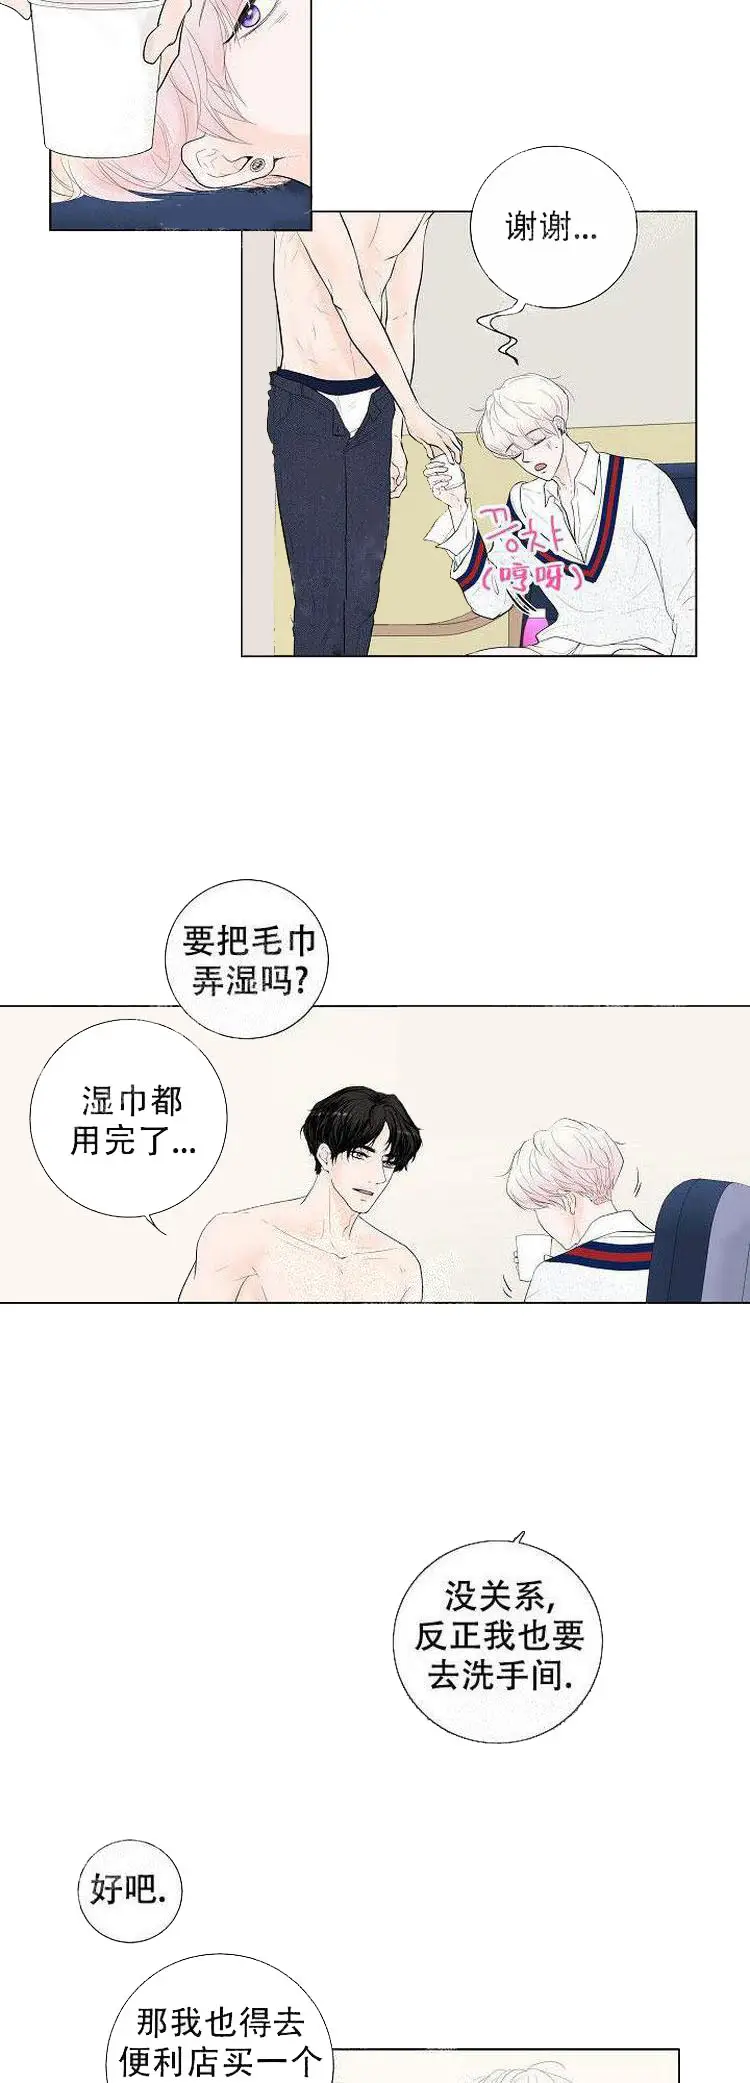 谢谢...
끙챠
(哼呀)
要把毛巾
弄湿吗?
湿巾都
用完了...
没关系,
反正我也要
去洗手间.
好吧.
那我也得去
便利店买一个